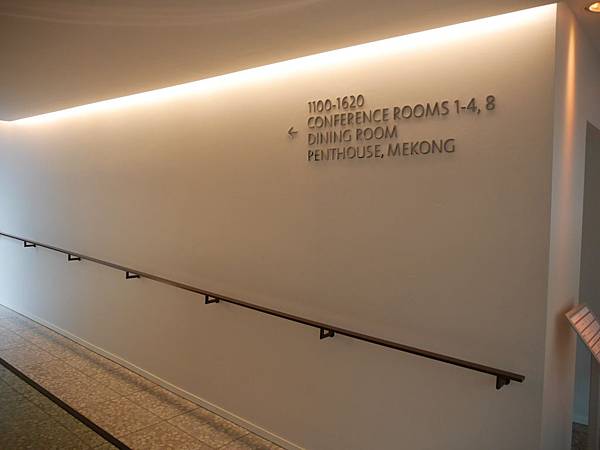 1100-1620
CONFERENCE ROOMS 1-4, 8
← DINING ROOM
PENTHOUSE, MEKONG